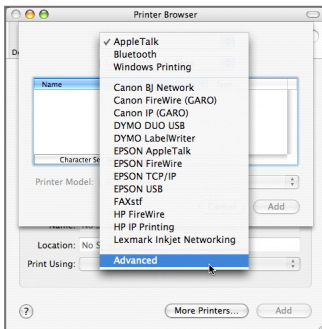 Printer Browser
✓ AppleTalk
Bluetooth
Windows Printing
Name
Canon BJ Network
Canon FireWire (GARO)
Canon IP (GARO)
DYMO DUO USB
DYMO LabelWriter
EPSON AppleTalk
EPSON FireWire
Character Se
EPSON TCP/IP
EPSON USB
Printer Model:
FAXstf
HP FireWire
Add
HP IP Printing
Lexmark Inkjet Networking
Location: No S
Print Using:
Advanced
? More Printers... Add